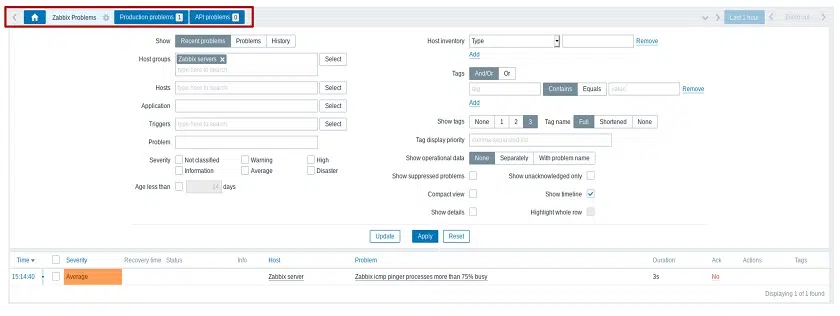 Zabbix Problems Production problems 1 API problems 0 Last 1 hour Zoom out
Show Recent problems Problems History
Host groups Zabbix servers x Select
type here to search
Hosts type here to search Select
Application Select
Triggers type here to search Select
Problem
Severity Not classified Warning High
Information Average Disaster
Age less than 14 days
Host inventory Type Remove
Add
Tags And/Or Or
tag Contains Equals value Remove
Add
Show tags None 1 2 3 Tag name Full Shortened None
Tag display priority comma-separated list
Show operational data None Separately With problem name
Show suppressed problems Show unacknowledged only
Compact view Show timeline
Show details Highlight whole row
Update Apply Reset
Time ▼ Severity Recovery time Status Info Host Problem Duration Ack Actions Tags
15:14:40 Average Zabbix server Zabbix icmp pinger processes more than 75% busy 3s No
Displaying 1 of 1 found